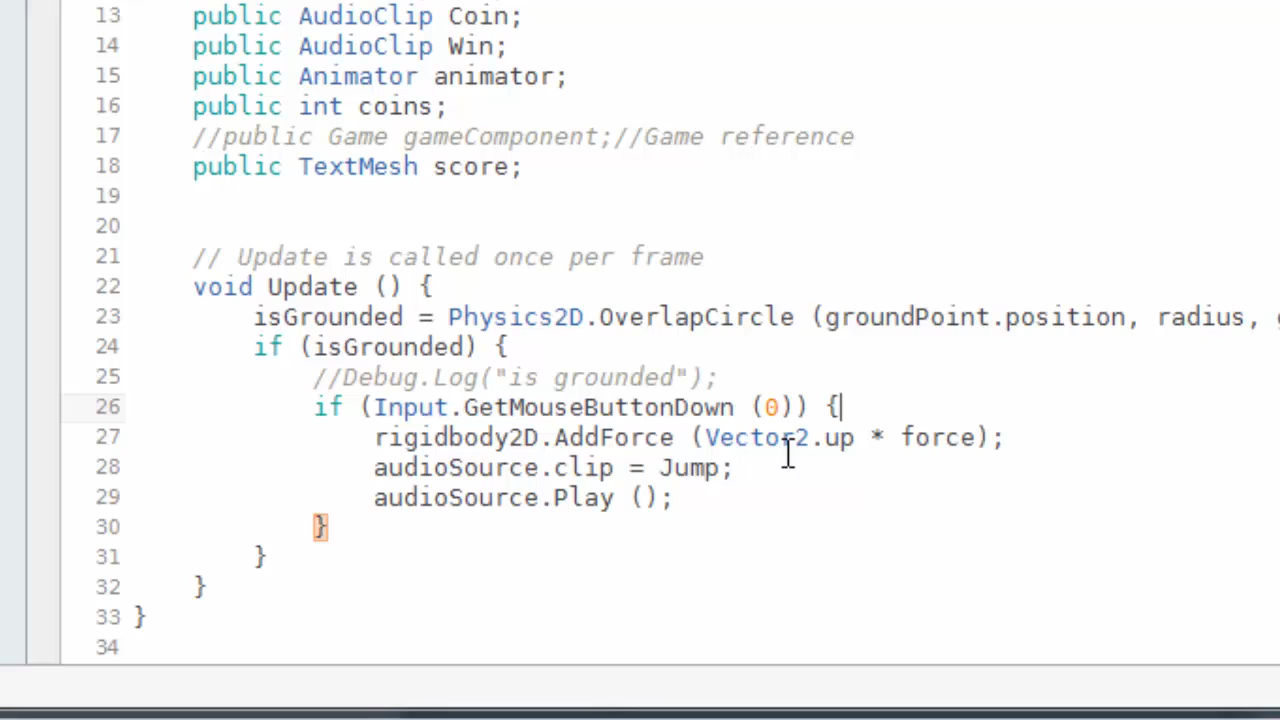 13 public AudioClip Coin;
14 public AudioClip Win;
15 public Animator animator;
16 public int coins;
17 //public Game gameComponent;//Game reference
18 public TextMesh score;
19
20
21 // Update is called once per frame
22 void Update () {
23 isGrounded = Physics2D.OverlapCircle (groundPoint.position, radius,
24 if (isGrounded) {
25 //Debug.Log("is grounded");
26 if (Input.GetMouseButtonDown (0)) {
27 rigidbody2D.AddForce (Vector2.up * force);
28 audioSource.clip = Jump;
29 audioSource.Play ();
30 }
31 }
32 }
33 }
34